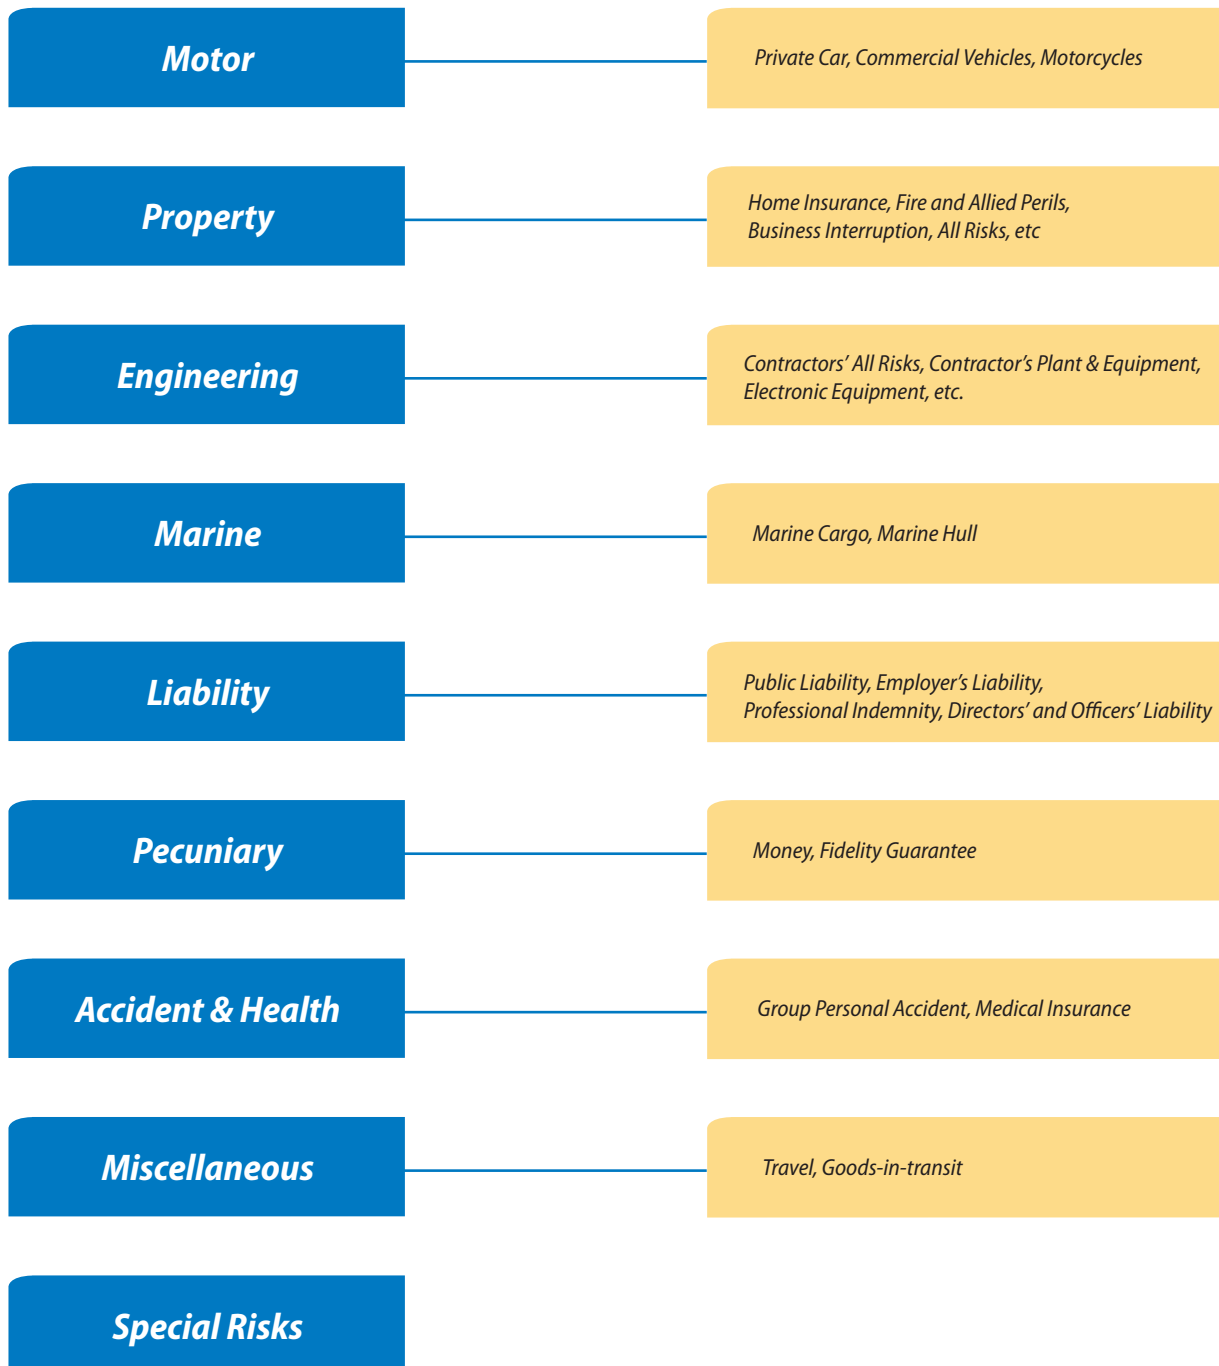 Motor
Private Car, Commercial Vehicles, Motorcycles
Property
Home Insurance, Fire and Allied Perils,
Business Interruption, All Risks, etc
Engineering
Contractors’ All Risks, Contractor’s Plant & Equipment,
Electronic Equipment, etc.
Marine
Marine Cargo, Marine Hull
Liability
Public Liability, Employer’s Liability,
Professional Indemnity, Directors’ and Officers’ Liability
Pecuniary
Money, Fidelity Guarantee
Accident & Health
Group Personal Accident, Medical Insurance
Miscellaneous
Travel, Goods-in-transit
Special Risks